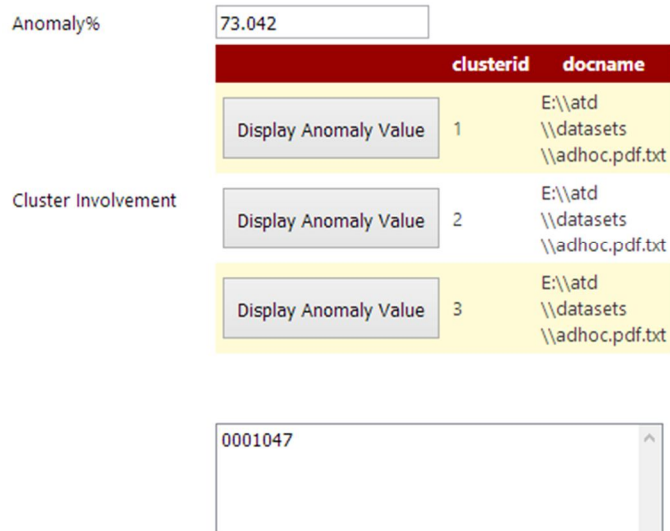 Anomaly% 73.042
clusterid docname
Display Anomaly Value 1 E:\\atd
\\datasets
\\adhoc.pdf.txt
Cluster Involvement
Display Anomaly Value 2 E:\\atd
\\datasets
\\adhoc.pdf.txt
Display Anomaly Value 3 E:\\atd
\\datasets
\\adhoc.pdf.txt
0001047